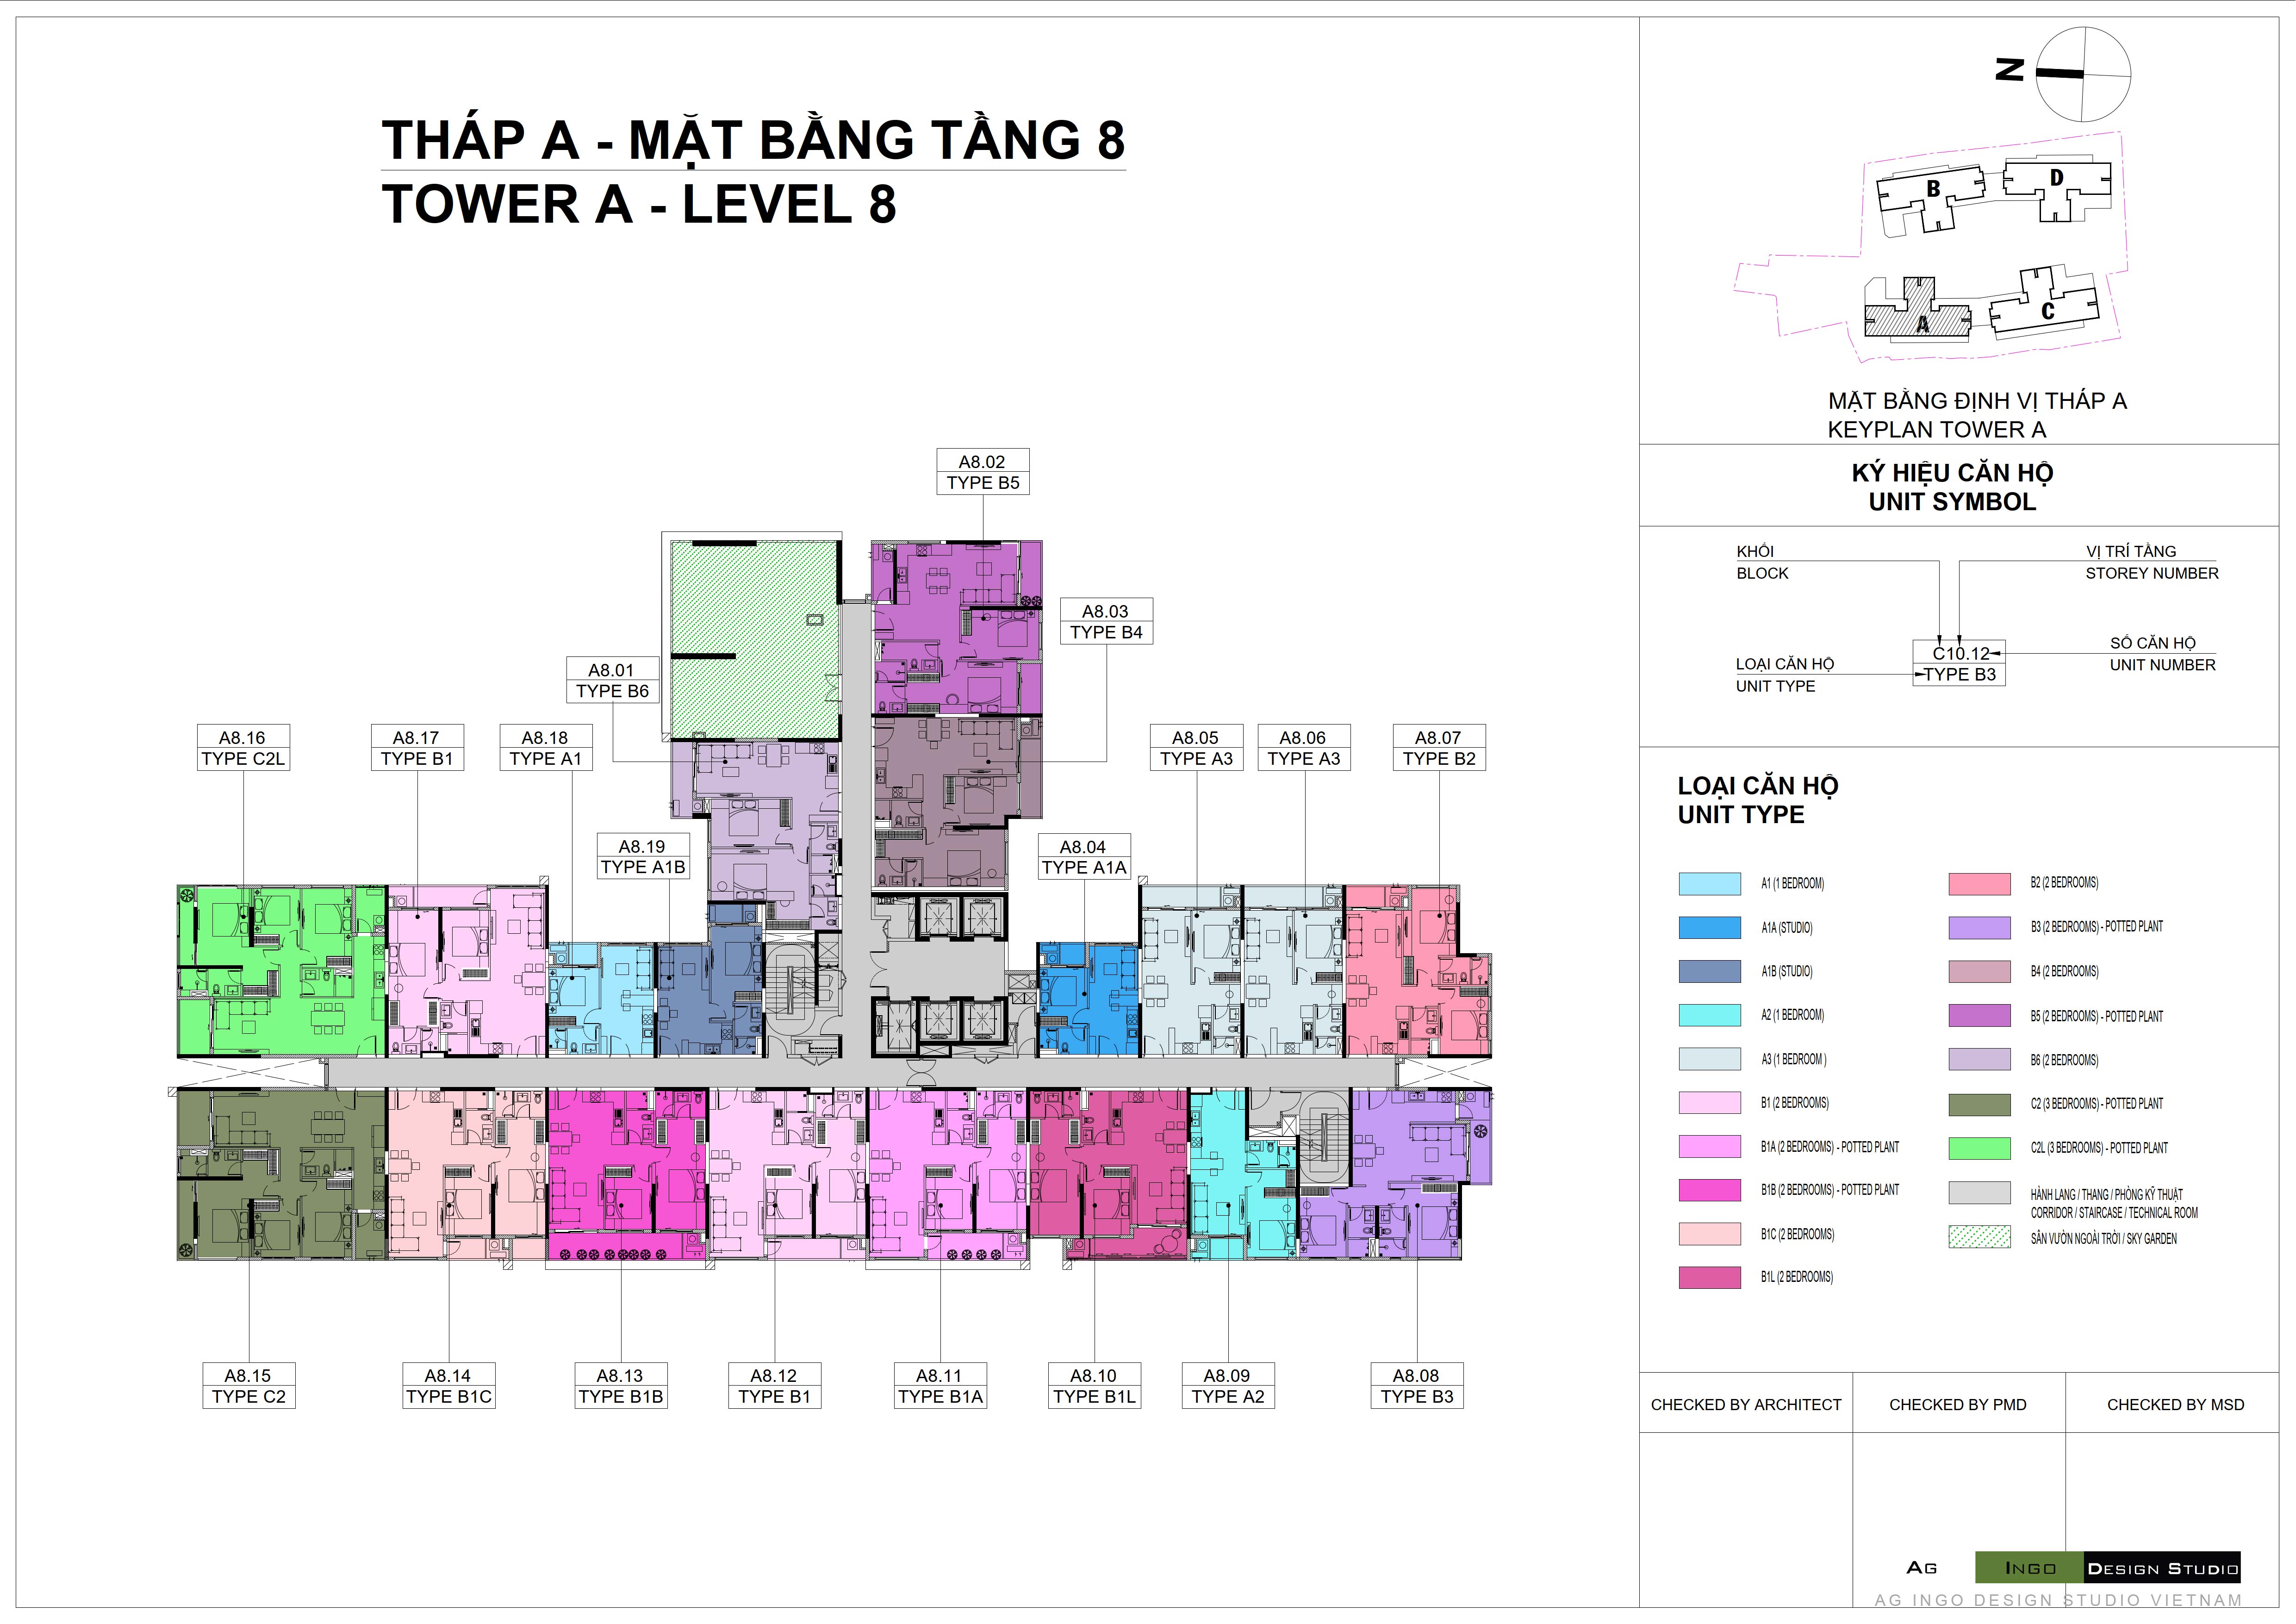 THÁP A - MẶT BẰNG TẦNG 8
TOWER A - LEVEL 8
N
B
D
A
C
MẶT BẰNG ĐỊNH VỊ THÁP A
KEYPLAN TOWER A
KÝ HIỆU CĂN HỘ
UNIT SYMBOL
KHỐI
BLOCK
VỊ TRÍ TẦNG
STOREY NUMBER
LOẠI CĂN HỘ
UNIT TYPE
C10.12
TYPE B3
SỐ CĂN HỘ
UNIT NUMBER
LOẠI CĂN HỘ
UNIT TYPE
A1 (1 BEDROOM)
A1A (STUDIO)
A1B (STUDIO)
A2 (1 BEDROOM)
A3 (1 BEDROOM )
B1 (2 BEDROOMS)
B1A (2 BEDROOMS) - POTTED PLANT
B1B (2 BEDROOMS) - POTTED PLANT
B1C (2 BEDROOMS)
B1L (2 BEDROOMS)
B2 (2 BEDROOMS)
B3 (2 BEDROOMS) - POTTED PLANT
B4 (2 BEDROOMS)
B5 (2 BEDROOMS) - POTTED PLANT
B6 (2 BEDROOMS)
C2 (3 BEDROOMS) - POTTED PLANT
C2L (3 BEDROOMS) - POTTED PLANT
HÀNH LANG / THANG / PHÒNG KỸ THUẬT
CORRIDOR / STAIRCASE / TECHNICAL ROOM
SÂN VƯỜN NGOÀI TRỜI / SKY GARDEN
A8.02
TYPE B5
A8.03
TYPE B4
A8.01
TYPE B6
A8.16
TYPE C2L
A8.17
TYPE B1
A8.18
TYPE A1
A8.19
TYPE A1B
A8.04
TYPE A1A
A8.05
TYPE A3
A8.06
TYPE A3
A8.07
TYPE B2
A8.15
TYPE C2
A8.14
TYPE B1C
A8.13
TYPE B1B
A8.12
TYPE B1
A8.11
TYPE B1A
A8.10
TYPE B1L
A8.09
TYPE A2
A8.08
TYPE B3
CHECKED BY ARCHITECT
CHECKED BY PMD
CHECKED BY MSD
AG INGO DESIGN STUDIO
AG INGO DESIGN STUDIO VIETNAM